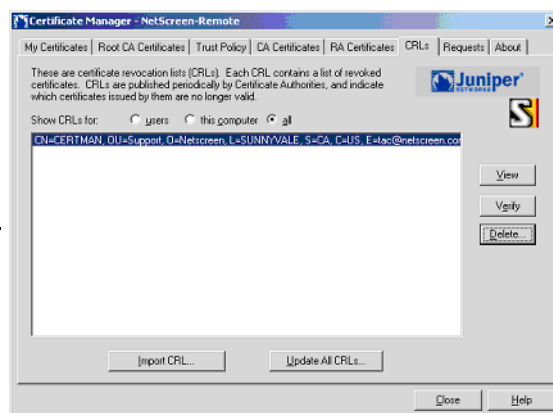 Certificate Manager - NetScreen-Remote
My Certificates Root CA Certificates Trust Policy CA Certificates RA Certificates CRLs Requests About
These are certificate revocation lists (CRLs). Each CRL contains a list of revoked
certificates. CRLs are published periodically by Certificate Authorities, and indicate
which certificates issued by them are no longer valid.
Juniper
NETWORKS
Show CRLs for: users this computer all
CN=CERTMAN, OU=Support, O=Netscreen, L=SUNNYVALE, S=CA, C=US, E=tac@netscreen.cor
View
Verify
Delete...
Import CRL... Update All CRLs...
Close Help